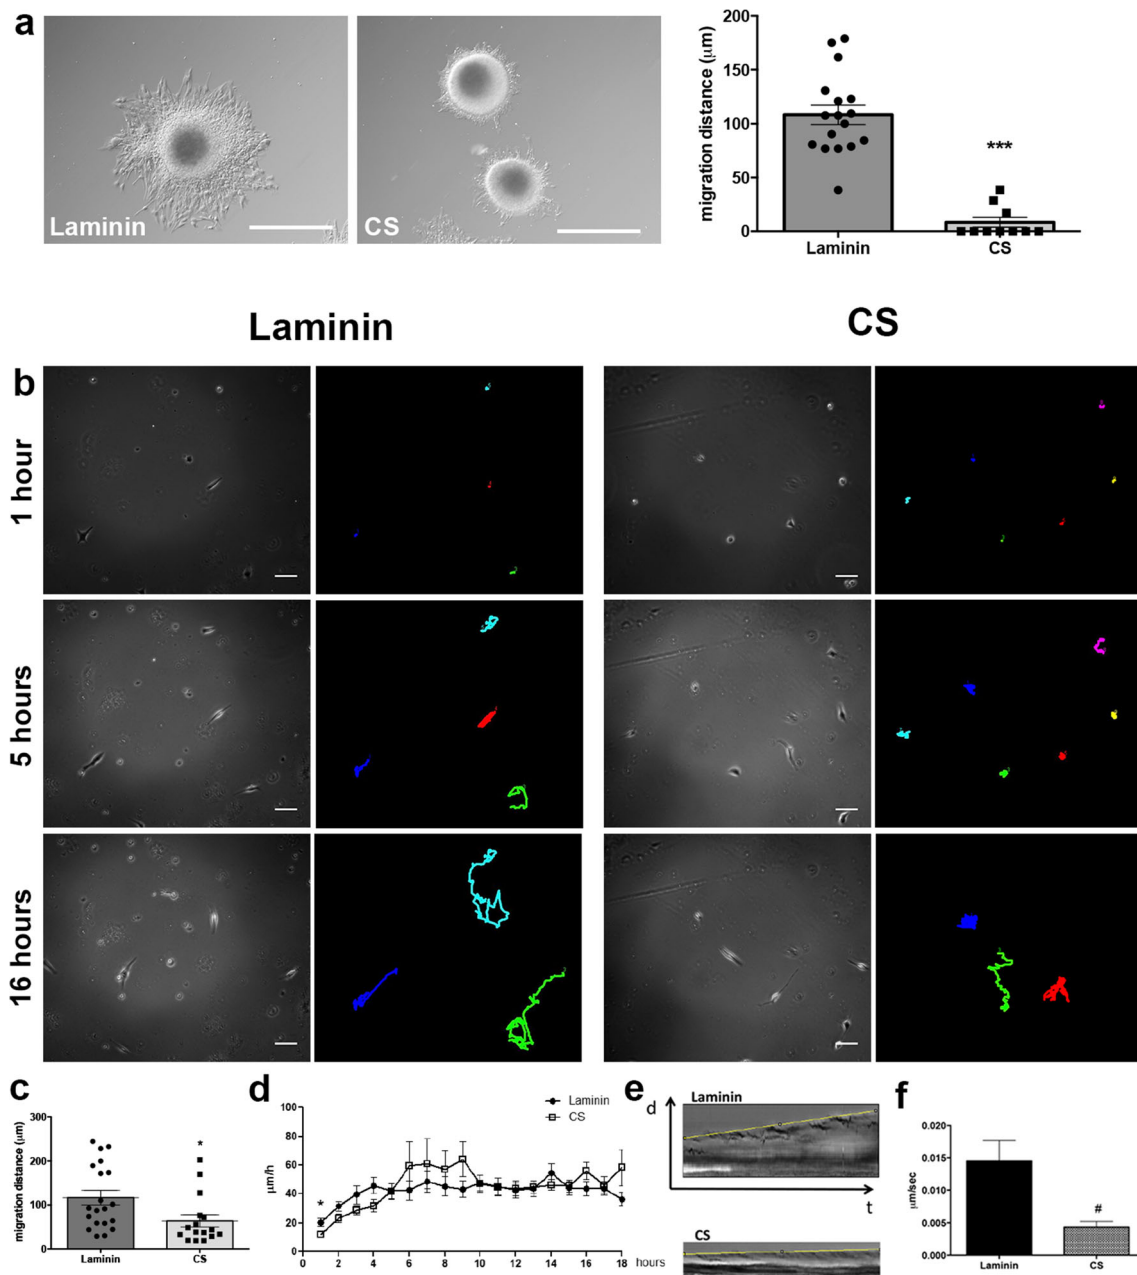 a
Laminin
CS
migration distance (μm)
200
150
100
50
0
***
Laminin
CS
Laminin
CS
b
1 hour
5 hours
16 hours
c
migration distance (μm)
300
200
100
0
*
Laminin
CS
d
μm/h
100
80
60
40
20
0
*
Laminin
CS
0 2 4 6 8 10 12 14 16 18 hours
e
Laminin
d
t
CS
f
μm/sec
0.020
0.015
0.010
0.005
0.000
#
Laminin
CS